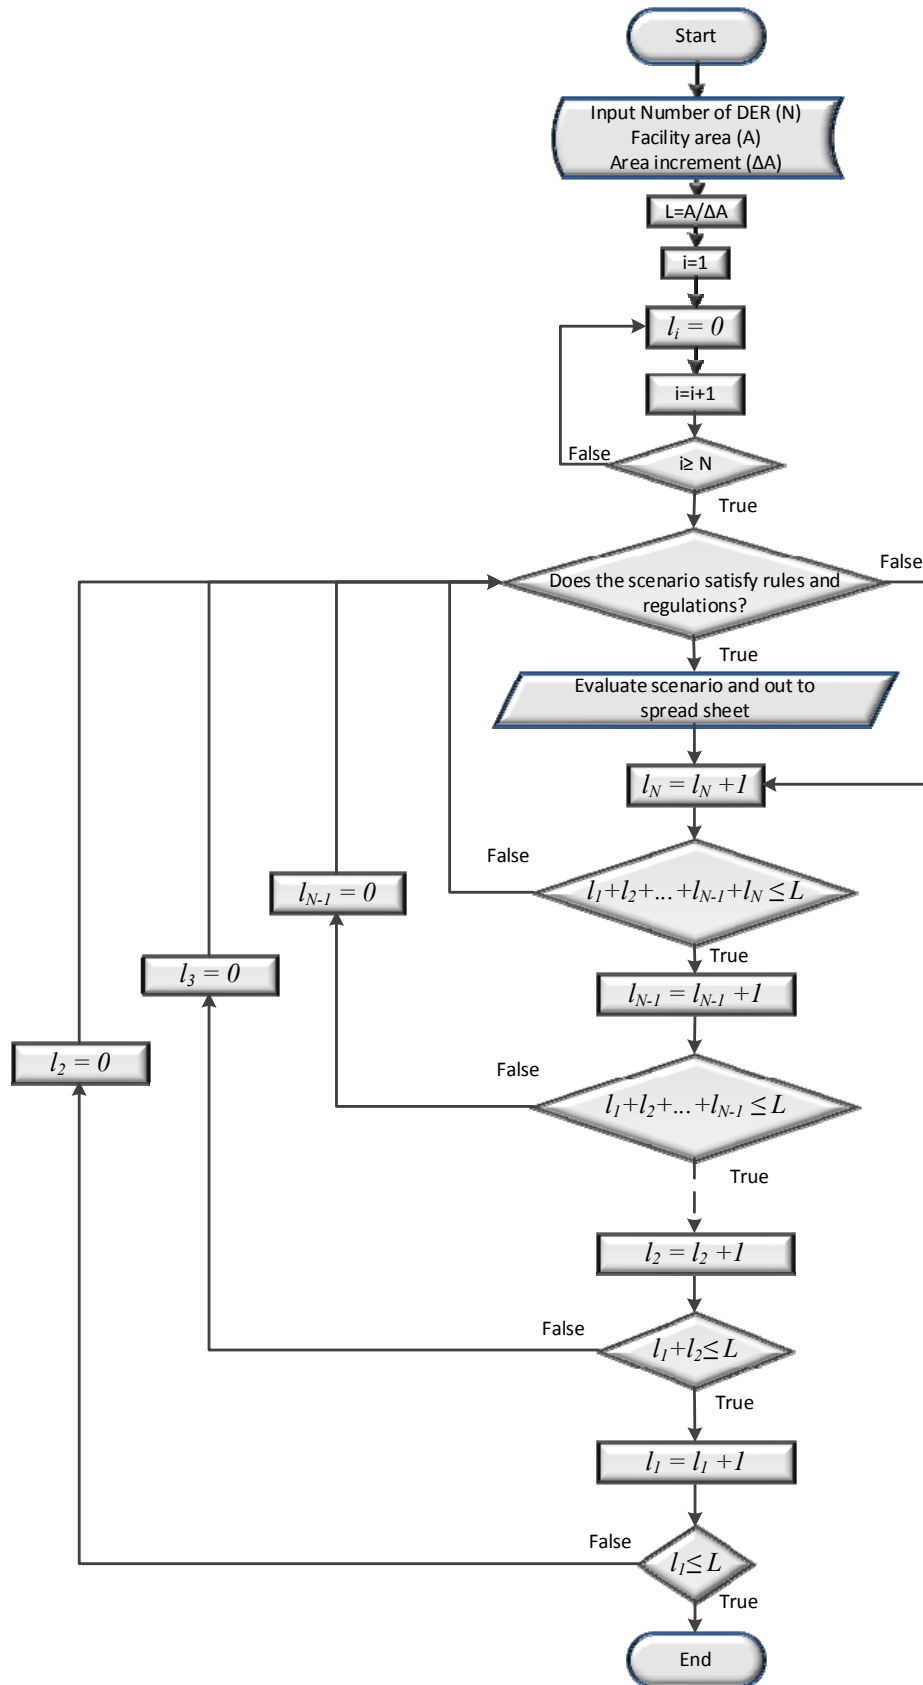 Start
Input Number of DER (N)
Facility area (A)
Area increment (ΔA)
L=A/ΔA
i=1
l_i = 0
i=i+1
False
i≥ N
True
False
Does the scenario satisfy rules and
regulations?
True
Evaluate scenario and out to
spread sheet
l_N = l_N +1
False
l_1+l_2+...+l_{N-1}+l_N ≤ L
l_{N-1} = 0
True
l_3 = 0
l_{N-1} = l_{N-1} +1
l_2 = 0
False
l_1+l_2+...+l_{N-1} ≤ L
True
l_2 = l_2 +1
False
l_1+l_2≤ L
True
l_1 = l_1 +1
False
l_1≤ L
True
End